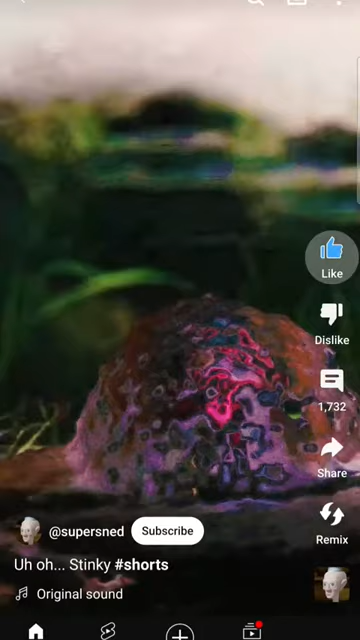 Like
Dislike
1,732
Share
Remix
@supersned
Subscribe
Uh oh... Stinky #shorts
Original sound